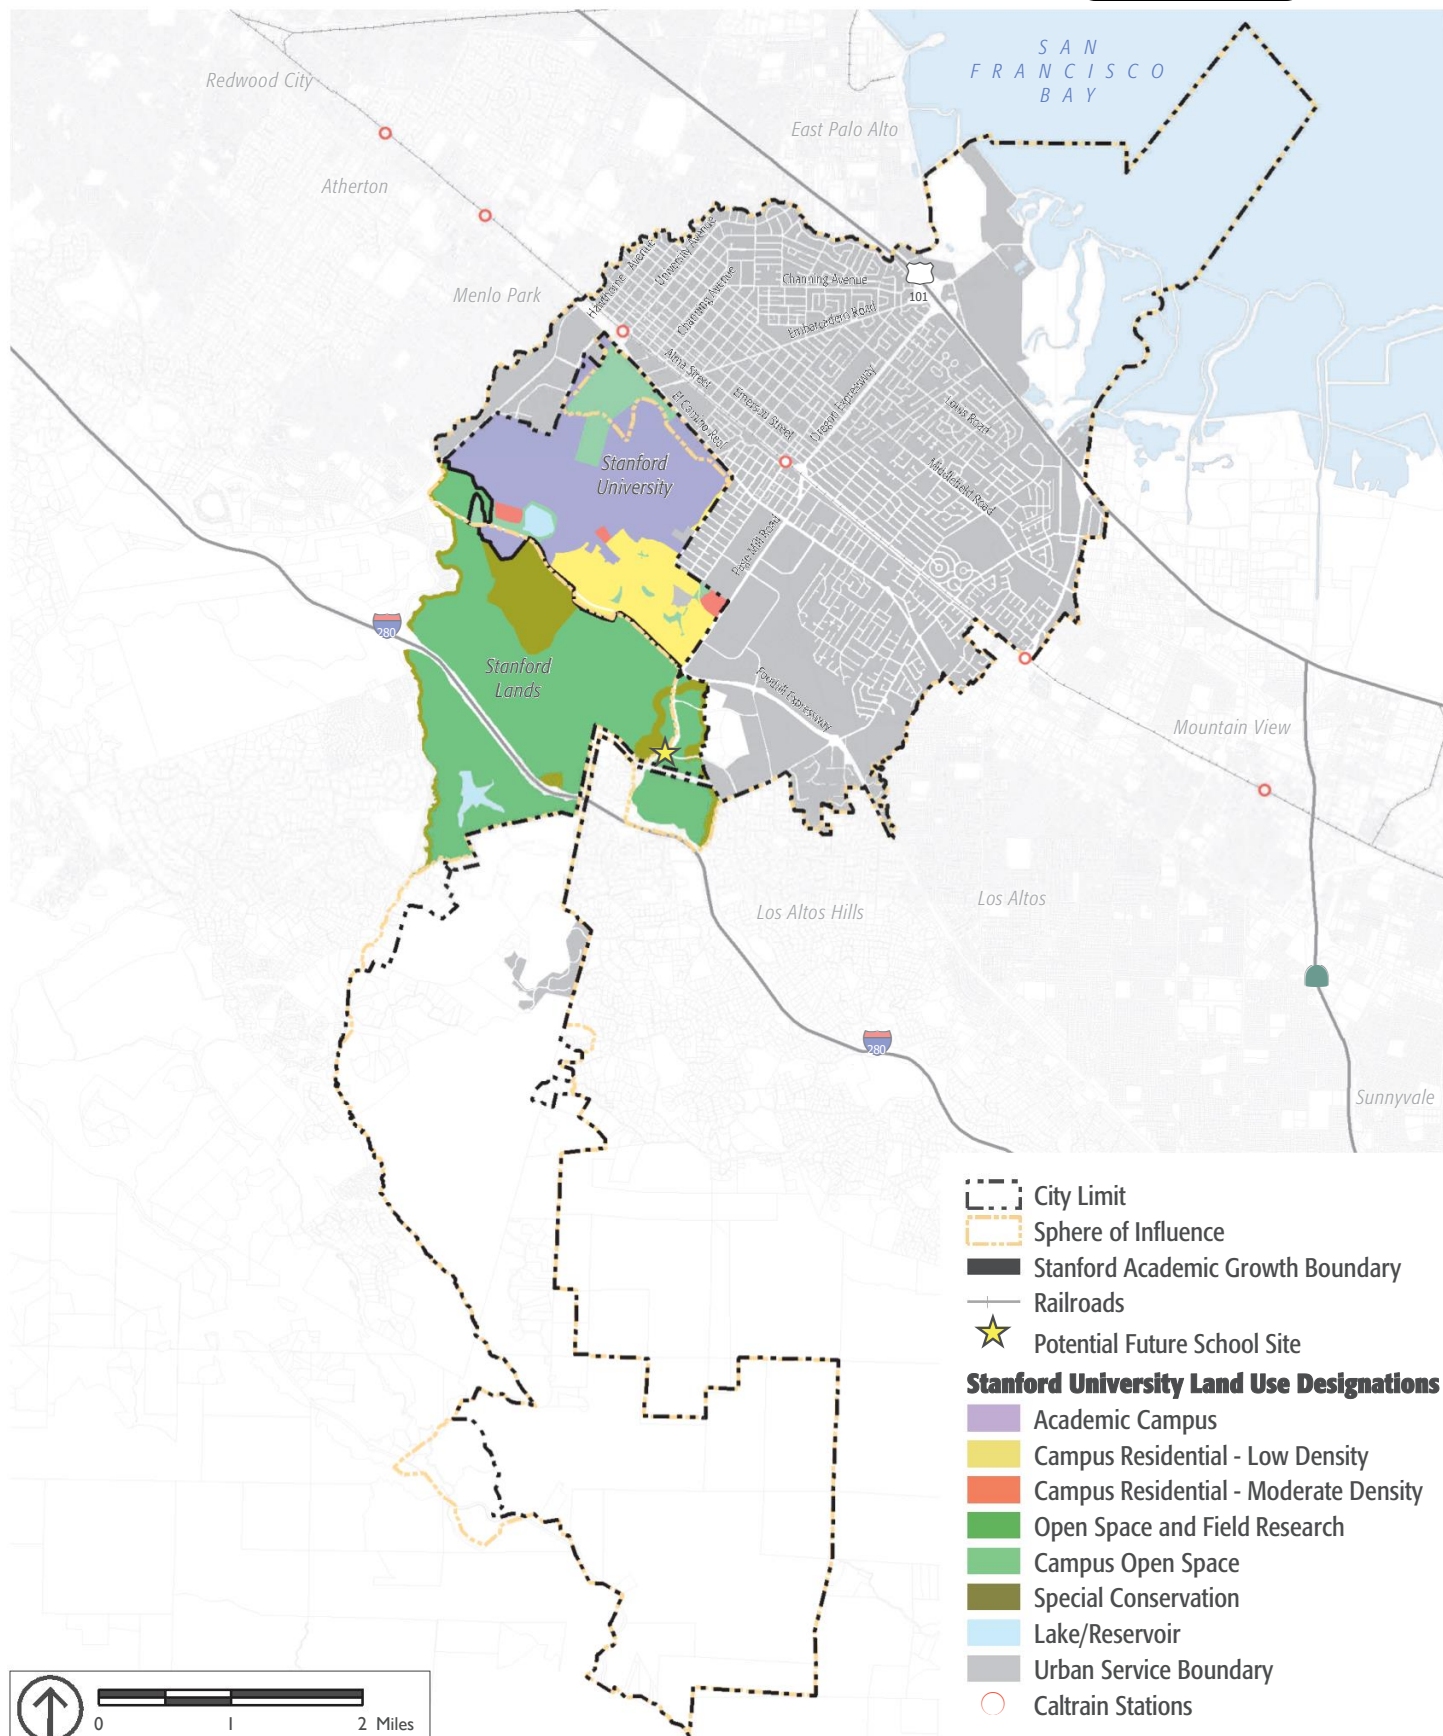 SAN
FRANCISCO
BAY
Redwood City
East Palo Alto
Atherton
Menlo Park
Hawthorne Avenue
University Avenue
Channing Avenue
Channing Avenue
101
Embarcadero Road
Alma Street
El Camino Real
Emerson Street
Oregon Expressway
Louis Road
Middlefield Road
Stanford
University
Page Mill Road
280
Stanford
Lands
Foothill Expressway
Mountain View
Los Altos Hills
Los Altos
280
Sunnyvale
City Limit
Sphere of Influence
Stanford Academic Growth Boundary
Railroads
Potential Future School Site
Stanford University Land Use Designations
Academic Campus
Campus Residential - Low Density
Campus Residential - Moderate Density
Open Space and Field Research
Campus Open Space
Special Conservation
Lake/Reservoir
Urban Service Boundary
Caltrain Stations
0 1 2 Miles